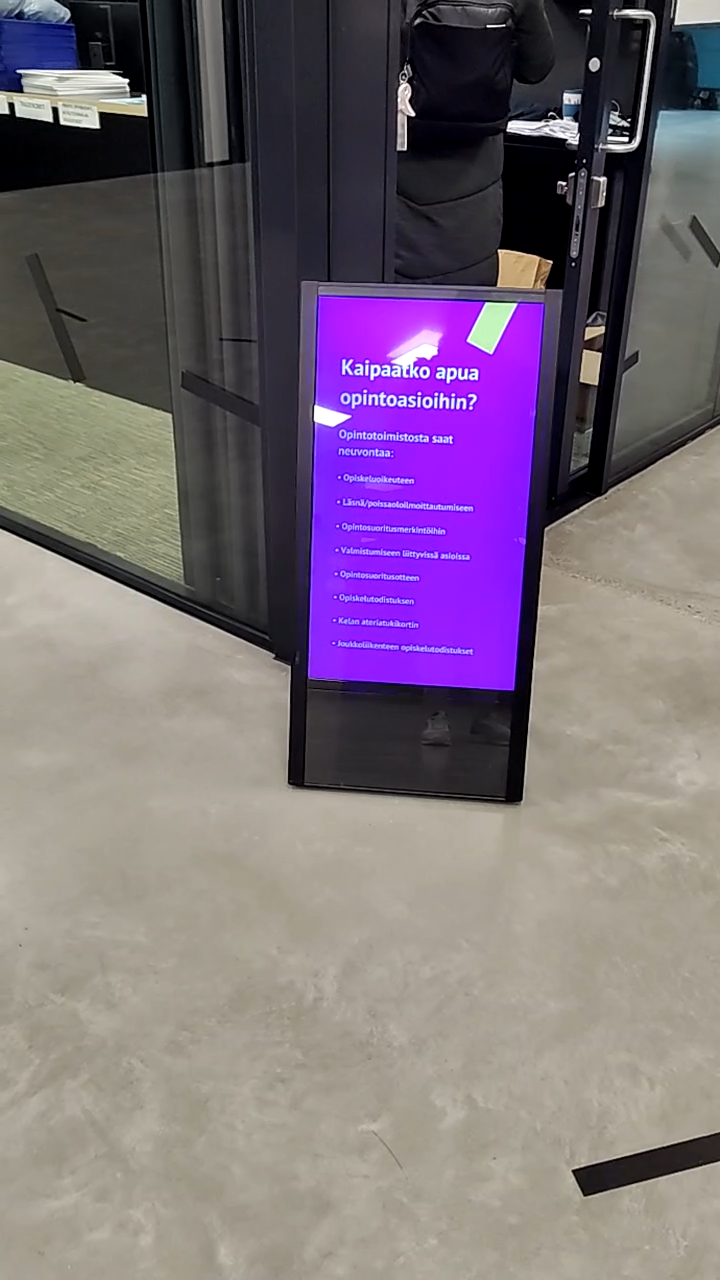 Kaipaatko apua
opintoasioihin?
Opintotoimistosta saat
neuvontaa:
• Opiskeluoikeuteen
• Läsnä/poissaoloilmoittautumiseen
• Opintosuoritusmerkintöihin
• Valmistumiseen liittyvissä asioissa
• Opintosuoritusotteen
• Opiskelutodistuksen
• Kelan ateriatukikortin
• Joukkoliikenteen opiskelutodistukset